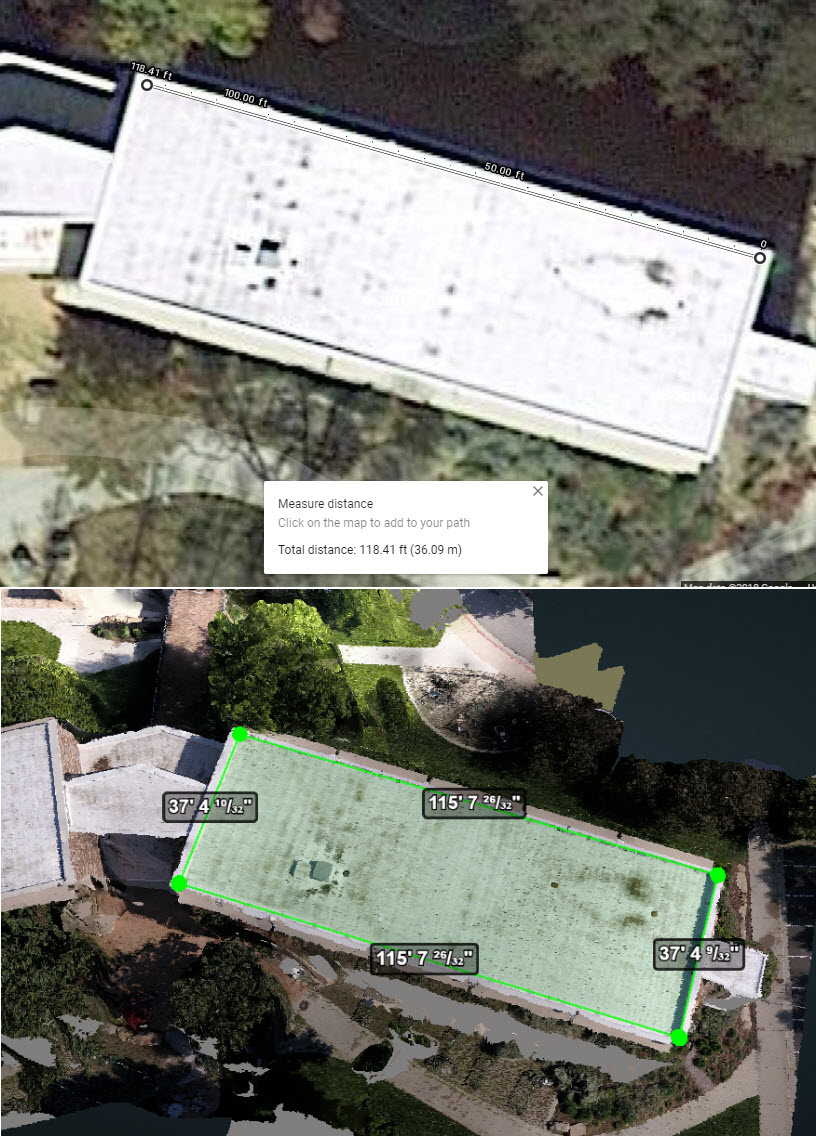 118.41 ft
100.00 ft
50.00 ft
0
Measure distance
Click on the map to add to your path
Total distance: 118.41 ft (36.09 m)
37' 4 10/32"
115' 7 26/32"
115' 7 26/32"
37' 4 9/32"